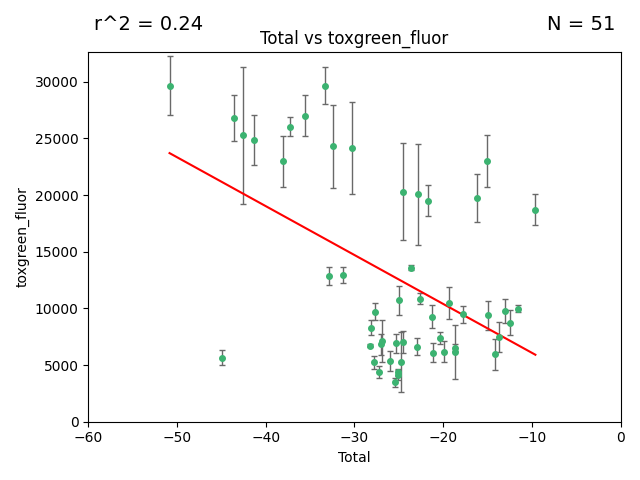 r^2 = 0.24
N = 51
Total vs toxgreen_fluor
30000
25000
20000
15000
10000
5000
0
toxgreen_fluor
−60
−50
−40
−30
−20
−10
0
Total